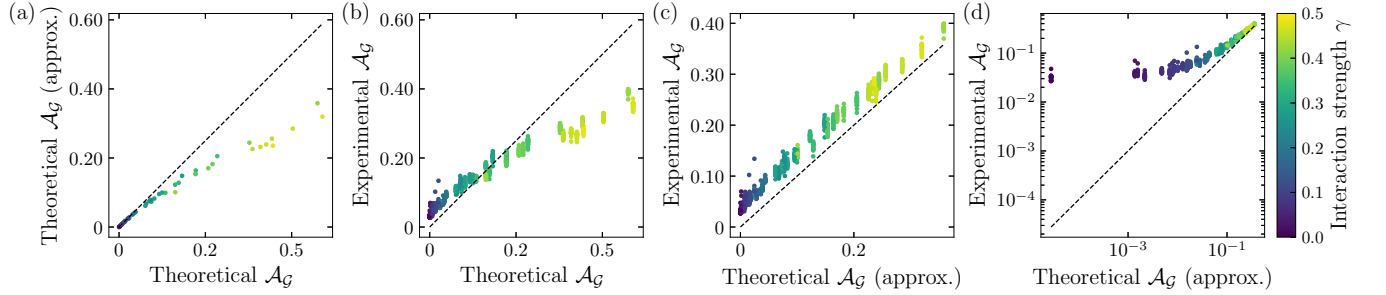 (a)
0.60
0.40
0.20
0
0
0.2
0.5
Theoretical 𝒜_𝒢 (approx.)
Theoretical 𝒜_𝒢
(b)
0.60
0.40
0.20
0
0
0.2
0.5
Experimental 𝒜_𝒢
Theoretical 𝒜_𝒢
(c)
0.40
0.30
0.20
0.10
0
0
0.2
Experimental 𝒜_𝒢
Theoretical 𝒜_𝒢 (approx.)
(d)
10⁻¹
10⁻²
10⁻³
10⁻⁴
10⁻³
10⁻¹
Experimental 𝒜_𝒢
Theoretical 𝒜_𝒢 (approx.)
0.5
0.4
0.3
0.2
0.1
0.0
Interaction strength γ